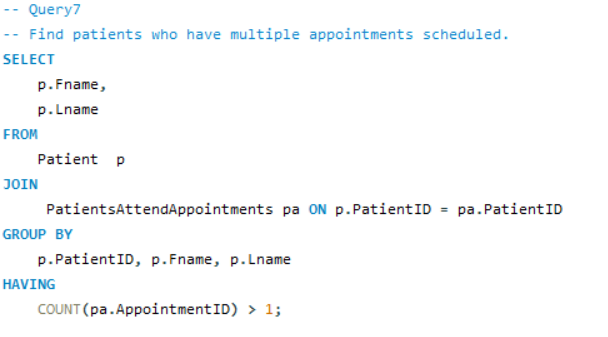 -- Query7
-- Find patients who have multiple appointments scheduled.
SELECT
p.Fname,
p.Lname
FROM
Patient  p
JOIN
PatientsAttendAppointments pa ON p.PatientID = pa.PatientID
GROUP BY
p.PatientID, p.Fname, p.Lname
HAVING
COUNT(pa.AppointmentID) > 1;